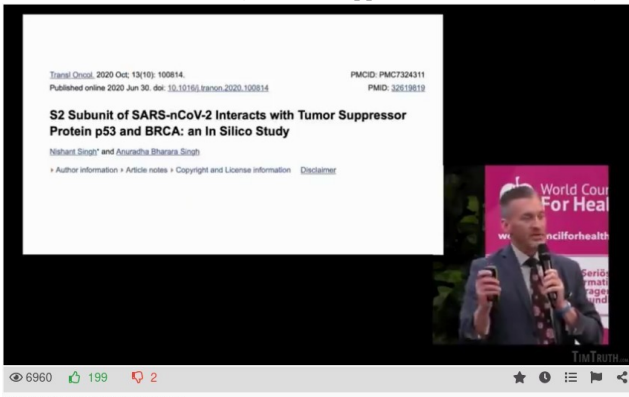 Transl Oncol. 2020 Oct; 13(10): 100814.
PMCID: PMC7324311
Published online 2020 Jun 30. doi: 10.1016/j.tranon.2020.100814
PMID: 32619819
S2 Subunit of SARS-nCoV-2 Interacts with Tumor Suppressor
Protein p53 and BRCA: an In Silico Study
Nishant Singh* and Anuradha Bharara Singh
▸ Author information ▸ Article notes ▸ Copyright and License information Disclaimer
World Coun
For Heal
ncilforhealth
Seriös
TIMTRUTH
6960 199 2